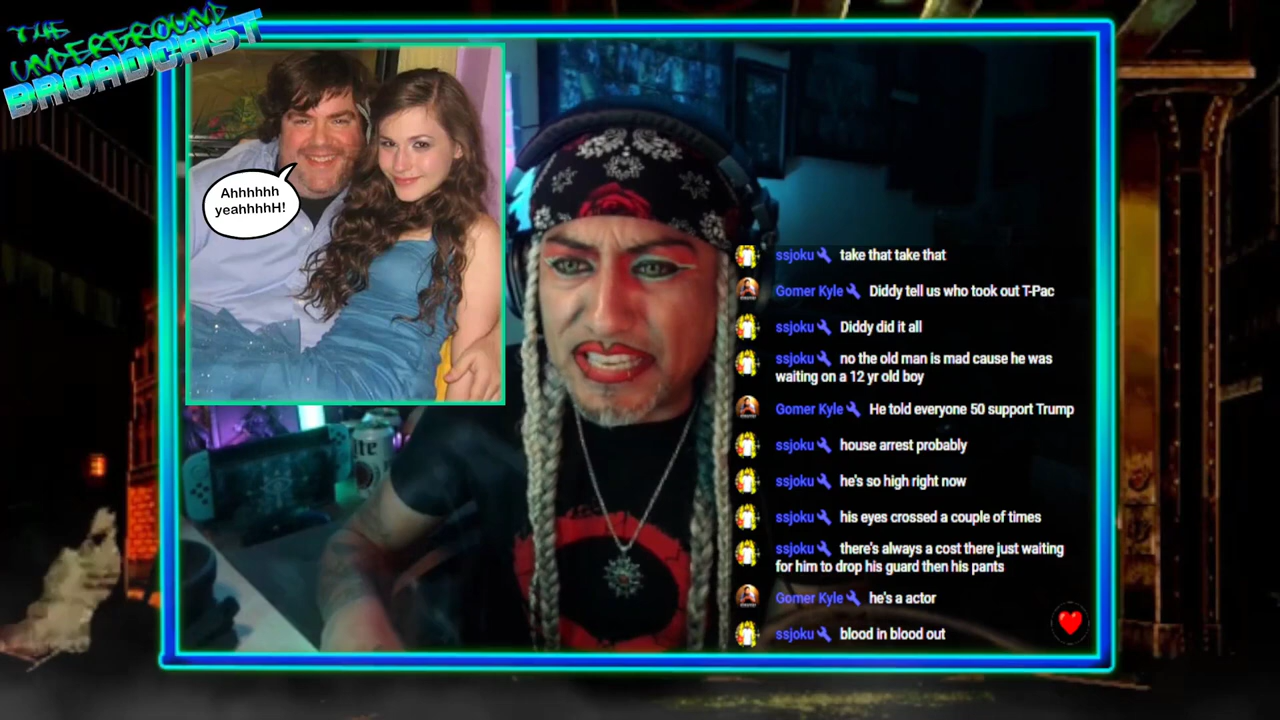 THE
UNDERGROUND
BROADCAST
Ahhhhhh
yeahhhhH!
ssjoku take that take that
Gomer Kyle Diddy tell us who took out T-Pac
ssjoku Diddy did it all
ssjoku no the old man is mad cause he was
waiting on a 12 yr old boy
Gomer Kyle He told everyone 50 support Trump
ssjoku house arrest probably
ssjoku he's so high right now
ssjoku his eyes crossed a couple of times
ssjoku there's always a cost there just waiting
for him to drop his guard then his pants
Gomer Kyle he's a actor
ssjoku blood in blood out